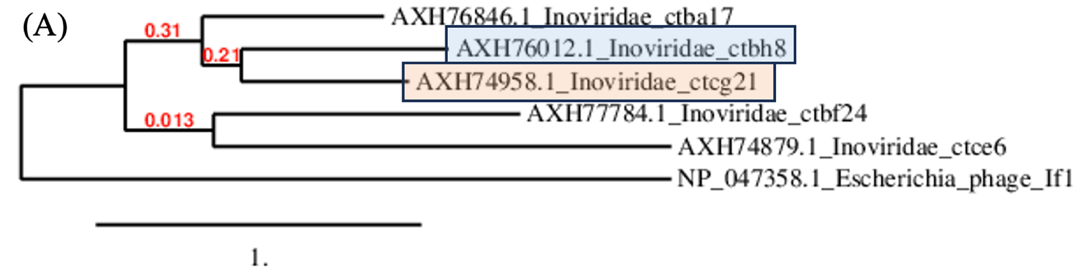 (A)
AXH76846.1_Inoviridae_ctba17
0.31
AXH76012.1_Inoviridae_ctbh8
0.21
AXH74958.1_Inoviridae_ctcg21
AXH77784.1_Inoviridae_ctbf24
0.013
AXH74879.1_Inoviridae_ctce6
NP_047358.1_Escherichia_phage_If1
1.